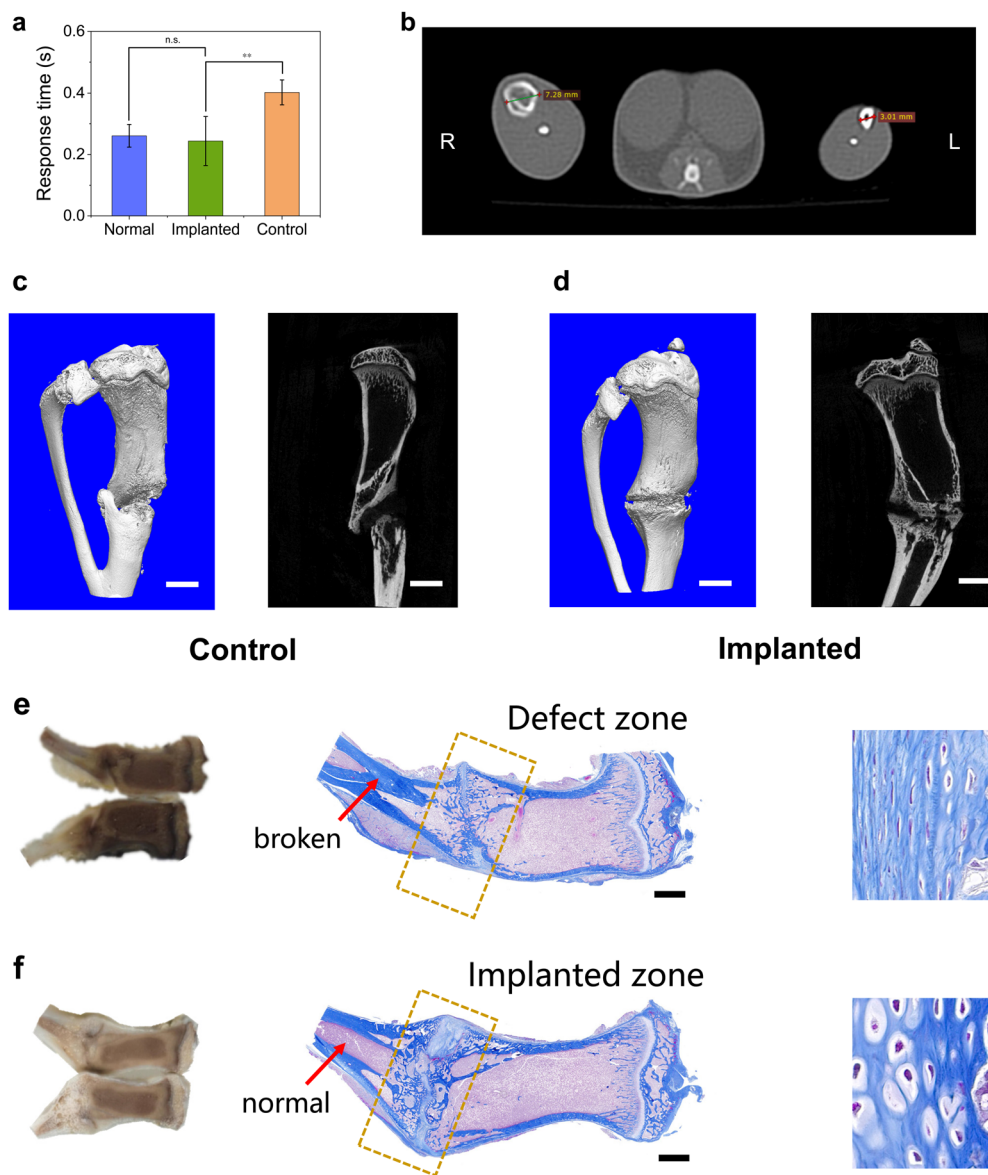 a
Response time (s)
0.6
0.4
0.2
0.0
n.s.
**
Normal
Implanted
Control
b
R
7.28 mm
3.01 mm
L
c
d
Control
Implanted
e
Defect zone
broken
f
Implanted zone
normal